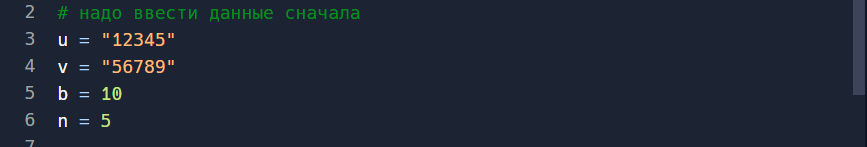 2 # надо ввести данные сначала
3 u = "12345"
4 v = "56789"
5 b = 10
6 n = 5
7